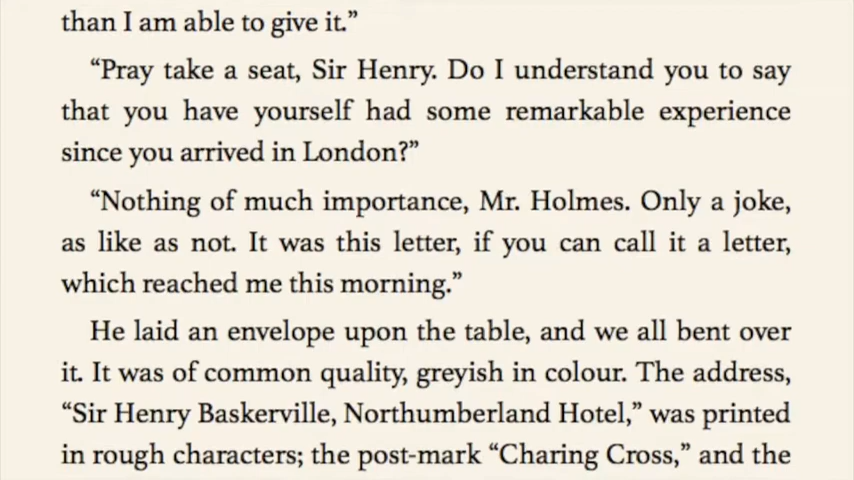 than I am able to give it.”
“Pray take a seat, Sir Henry. Do I understand you to say
that you have yourself had some remarkable experience
since you arrived in London?”
“Nothing of much importance, Mr. Holmes. Only a joke,
as like as not. It was this letter, if you can call it a letter,
which reached me this morning.”
He laid an envelope upon the table, and we all bent over
it. It was of common quality, greyish in colour. The address,
“Sir Henry Baskerville, Northumberland Hotel,” was printed
in rough characters; the post-mark “Charing Cross,” and the